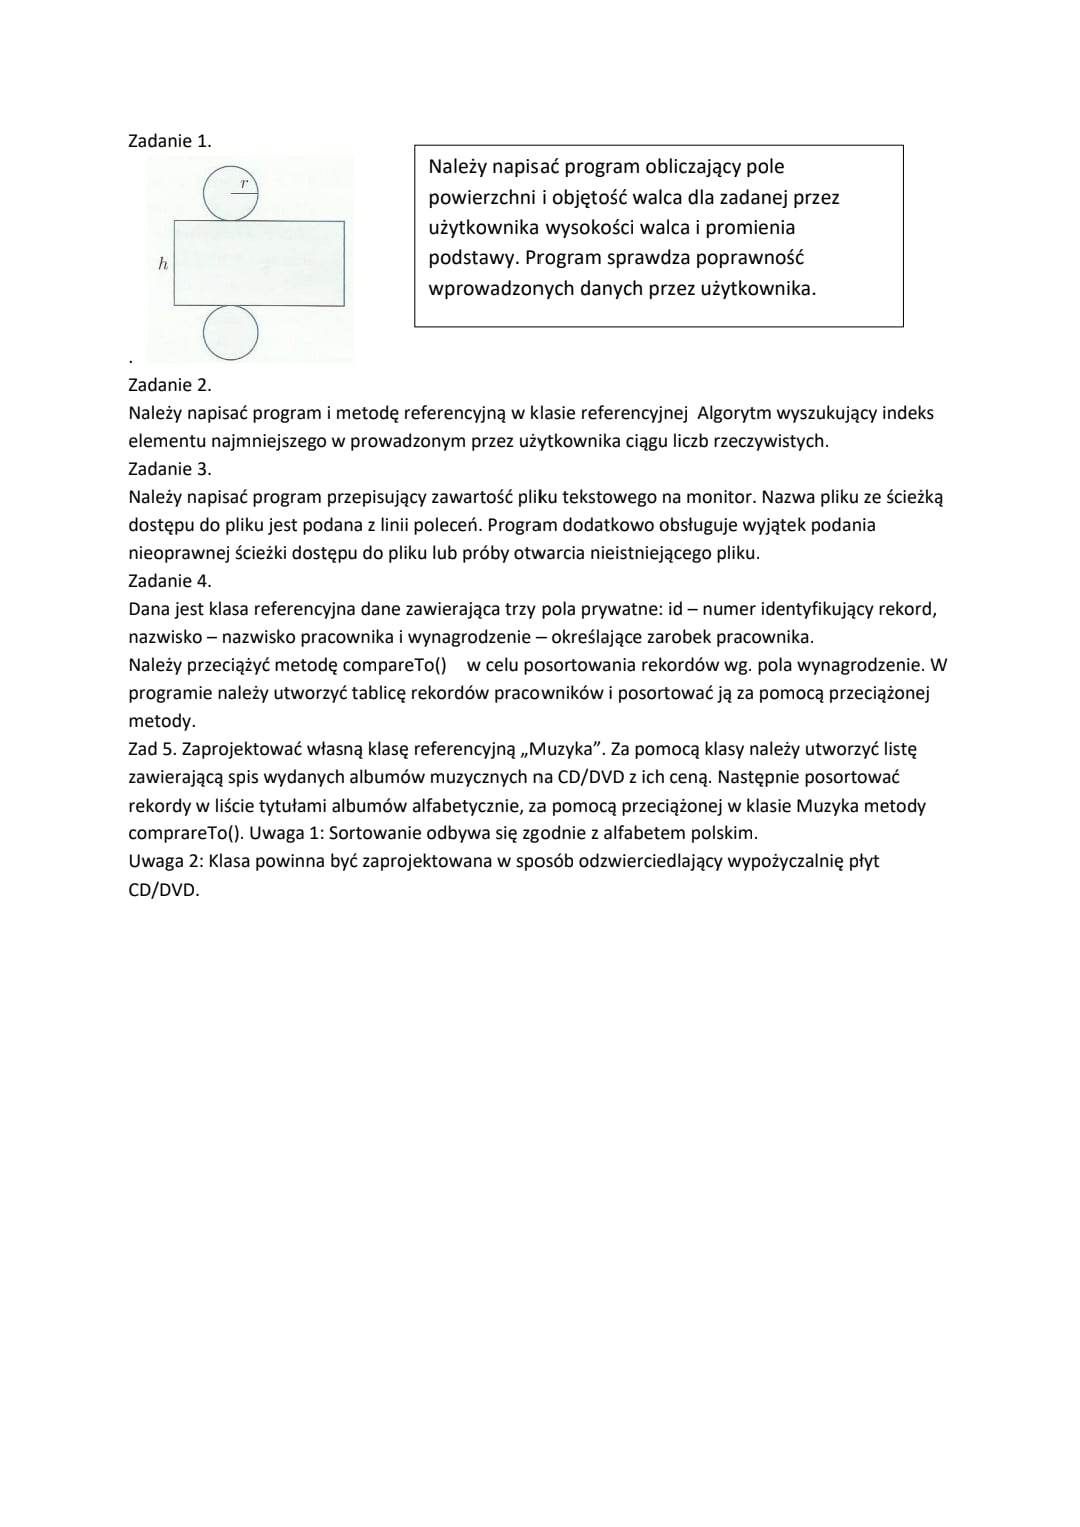 Zadanie 1.
r
h
.
Należy napisać program obliczający pole
powierzchni i objętość walca dla zadanej przez
użytkownika wysokości walca i promienia
podstawy. Program sprawdza poprawność
wprowadzonych danych przez użytkownika.
Zadanie 2.
Należy napisać program i metodę referencyjną w klasie referencyjnej  Algorytm wyszukujący indeks
elementu najmniejszego w prowadzonym przez użytkownika ciągu liczb rzeczywistych.
Zadanie 3.
Należy napisać program przepisujący zawartość pliku tekstowego na monitor. Nazwa pliku ze ścieżką
dostępu do pliku jest podana z linii poleceń. Program dodatkowo obsługuje wyjątek podania
nieoprawnej ścieżki dostępu do pliku lub próby otwarcia nieistniejącego pliku.
Zadanie 4.
Dana jest klasa referencyjna dane zawierająca trzy pola prywatne: id – numer identyfikujący rekord,
nazwisko – nazwisko pracownika i wynagrodzenie – określające zarobek pracownika.
Należy przeciążyć metodę compareTo()    w celu posortowania rekordów wg. pola wynagrodzenie. W
programie należy utworzyć tablicę rekordów pracowników i posortować ją za pomocą przeciążonej
metody.
Zad 5. Zaprojektować własną klasę referencyjną „Muzyka”. Za pomocą klasy należy utworzyć listę
zawierającą spis wydanych albumów muzycznych na CD/DVD z ich ceną. Następnie posortować
rekordy w liście tytułami albumów alfabetycznie, za pomocą przeciążonej w klasie Muzyka metody
comprareTo(). Uwaga 1: Sortowanie odbywa się zgodnie z alfabetem polskim.
Uwaga 2: Klasa powinna być zaprojektowana w sposób odzwierciedlający wypożyczalnię płyt
CD/DVD.